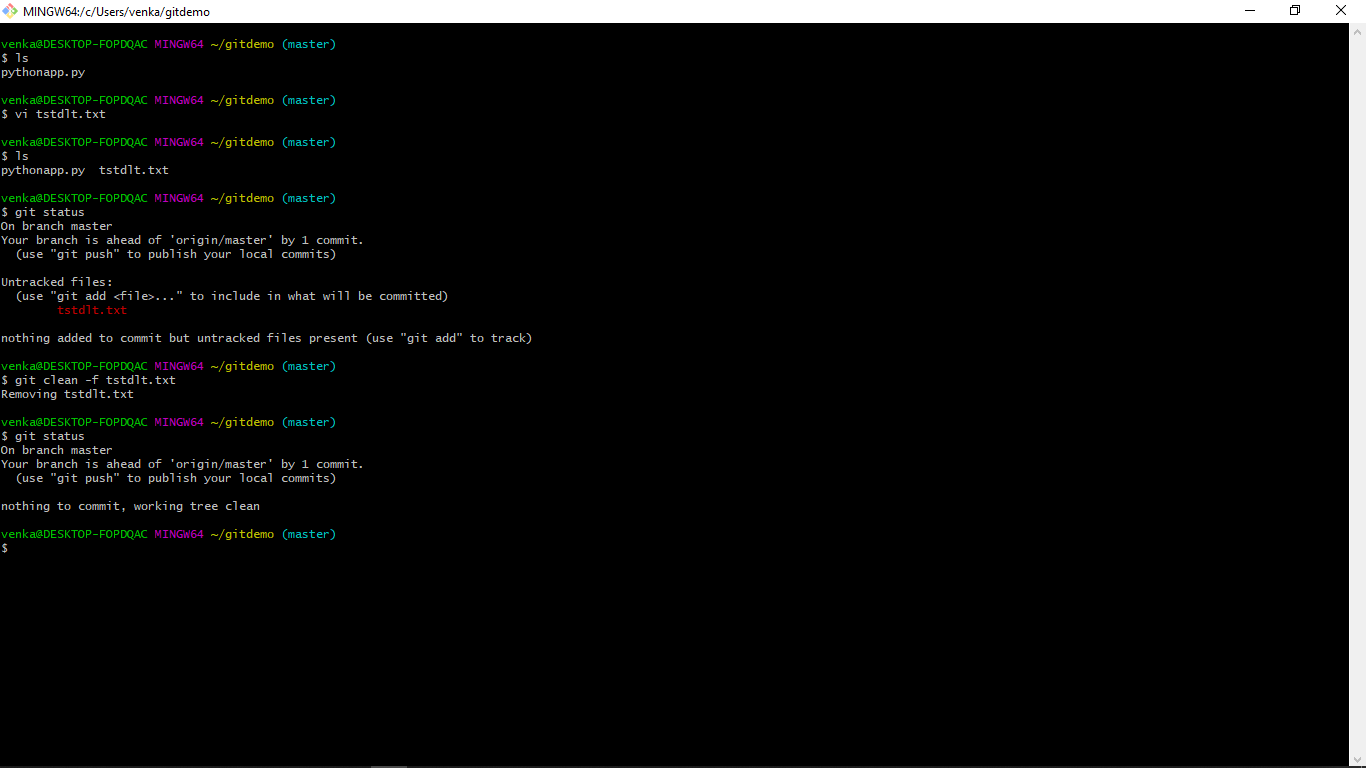 MINGW64:/c/Users/venka/gitdemo
venka@DESKTOP-FOPDQAC MINGW64 ~/gitdemo (master)
$ ls
pythonapp.py
venka@DESKTOP-FOPDQAC MINGW64 ~/gitdemo (master)
$ vi tstdlt.txt
venka@DESKTOP-FOPDQAC MINGW64 ~/gitdemo (master)
$ ls
pythonapp.py  tstdlt.txt
venka@DESKTOP-FOPDQAC MINGW64 ~/gitdemo (master)
$ git status
On branch master
Your branch is ahead of 'origin/master' by 1 commit.
  (use "git push" to publish your local commits)
Untracked files:
  (use "git add <file>..." to include in what will be committed)
        tstdlt.txt
nothing added to commit but untracked files present (use "git add" to track)
venka@DESKTOP-FOPDQAC MINGW64 ~/gitdemo (master)
$ git clean -f tstdlt.txt
Removing tstdlt.txt
venka@DESKTOP-FOPDQAC MINGW64 ~/gitdemo (master)
$ git status
On branch master
Your branch is ahead of 'origin/master' by 1 commit.
  (use "git push" to publish your local commits)
nothing to commit, working tree clean
venka@DESKTOP-FOPDQAC MINGW64 ~/gitdemo (master)
$